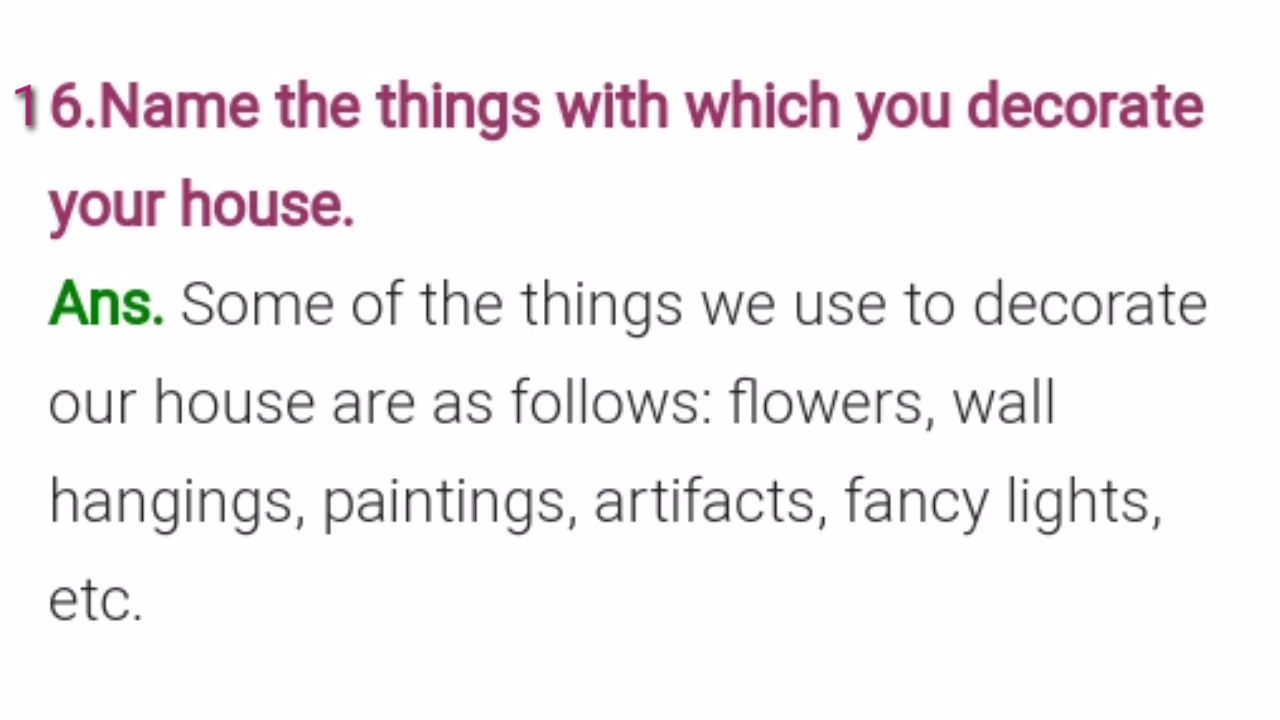 16.Name the things with which you decorate
your house.
Ans. Some of the things we use to decorate
our house are as follows: flowers, wall
hangings, paintings, artifacts, fancy lights,
etc.